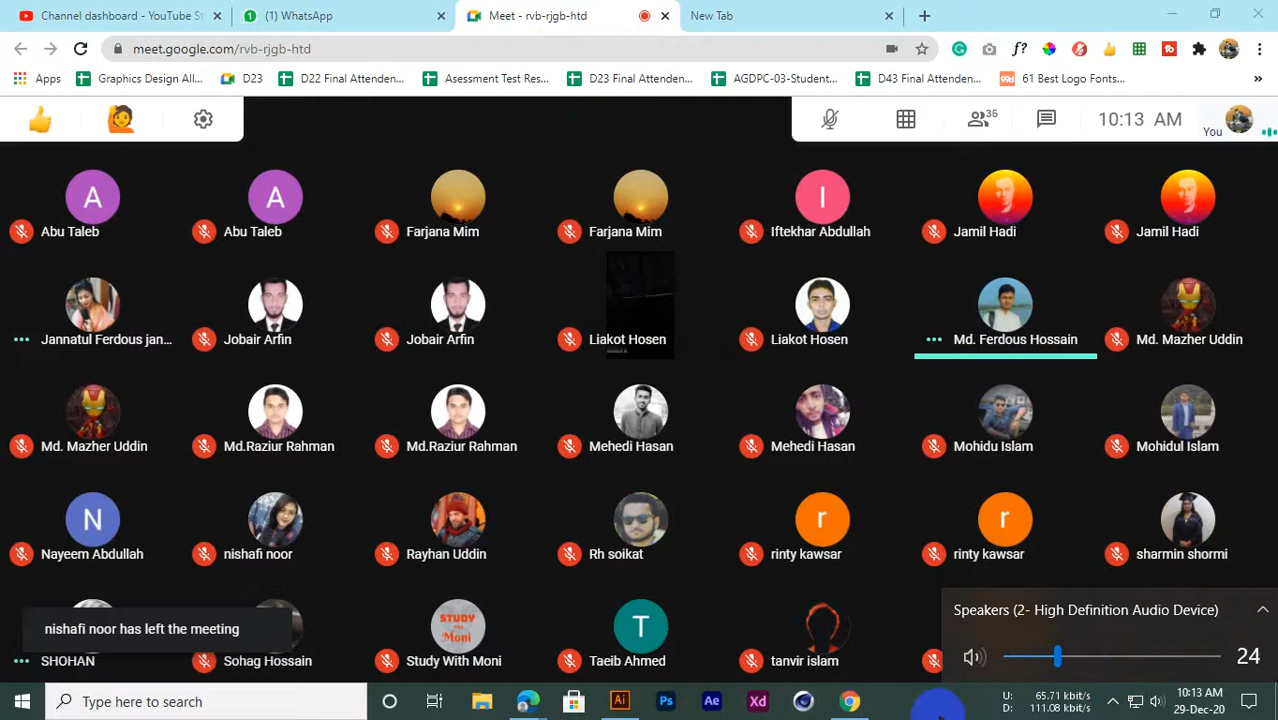 Channel dashboard - YouTube St
(1) WhatsApp
Meet - rvb-rjgb-htd
New Tab
meet.google.com/rvb-rjgb-htd
Apps
Graphics Design All...
D23
D22 Final Attenden...
Asessment Test Res...
D23 Final Attenden...
AGDPC-03-Student...
D43 Final Attenden...
61 Best Logo Fonts...
35
10:13 AM
You
A
A
I
Abu Taleb
Abu Taleb
Farjana Mim
Farjana Mim
Iftekhar Abdullah
Jamil Hadi
Jamil Hadi
Jannatul Ferdous jan...
Jobair Arfin
Jobair Arfin
Liakot Hosen
Liakot Hosen
Md. Ferdous Hossain
Md. Mazher Uddin
Md. Mazher Uddin
Md.Raziur Rahman
Md.Raziur Rahman
Mehedi Hasan
Mehedi Hasan
Mohidu Islam
Mohidul Islam
N
r
r
Nayeem Abdullah
nishafi noor
Rayhan Uddin
Rh soikat
rinty kawsar
rinty kawsar
sharmin shormi
nishafi noor has left the meeting
STUDY
Moni
T
Speakers (2- High Definition Audio Device)
24
SHOHAN
Sohag Hossain
Study With Moni
Taeib Ahmed
tanvir islam
Type here to search
Ai
Ps
Ae
Xd
U: 65.71 kbit/s
D: 111.08 kbit/s
10:13 AM
29-Dec-20